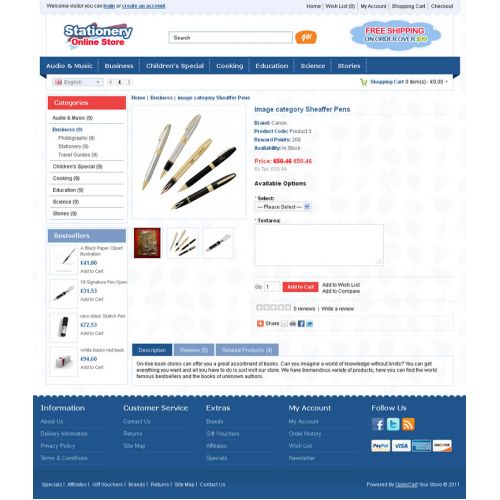 Welcome visitor you can login or create an account.
Home | Wish List (0) | My Account | Shopping Cart | Checkout
Stationery
Online Store
Search
GO!
FREE SHIPPING
ON ORDER OVER $99
Audio & Music
Business
Children's Special
Cooking
Education
Science
Stories
English
€ £ $
Shopping Cart 0 item(s) - £0.00
Categories
Audio & Music (9)
Business (9)
Photography (9)
Stationery (9)
Travel Guides (9)
Children's Special (9)
Cooking (9)
Education (9)
Science (9)
Stories (9)
Bestsellers
A Black Paper Clipart
Illustration
£41.00
Add to Cart
19 Signature Pen Open
£31.53
Add to Cart
new black Sketch Pen
£72.53
Add to Cart
white books red book
£94.60
Add to Cart
Home | Business | image category Sheaffer Pens
image category Sheaffer Pens
Brand: Canon
Product Code: Product 3
Reward Points: 200
Availability: In Stock
Price: £50.46 £50.46
Ex Tax: £50.46
Available Options
* Select:
--- Please Select ---
* Textarea:
Qty: 1
Add to Cart
Add to Wish List
Add to Compare
0 reviews | Write a review
Share
Description
Reviews (0)
Related Products (4)
On-line book stores can offer you a great assortment of books. Can you imagine a world of knowledge without limits? You can get
everything you want and all you have to do is just visit our store. We have tremendous variety of products, here you can find the world
famous bestsellers and the books of unknown authors.
Information
About Us
Delivery Information
Privacy Policy
Terms & Conditions
Customer Service
Contact Us
Returns
Site Map
Extras
Brands
Gift Vouchers
Affiliates
Specials
My Account
My Account
Order History
Wish List
Newsletter
Follow Us
PayPal
VISA
DISCOVER
Specials | Affiliates | Gift Vouchers | Brands | Returns | Site Map | Contact Us
Powered By OpenCart Your Store © 2011